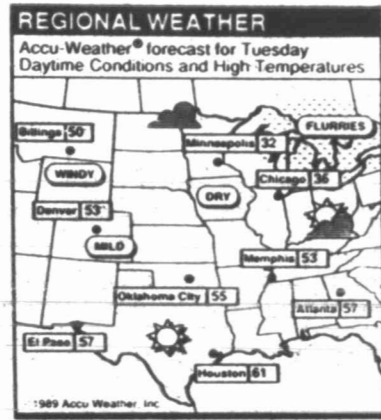 REGIONAL WEATHER
Accu-Weather® forecast for Tuesday
Daytime Conditions and High Temperatures
FLURRIES
Billings 50
Minneapolis 32
WINDY
Chicago 36
DRY
Denver 53
MILD
Memphis 53
Oklahoma City 55
Atlanta 57
El Paso 57
Houston 61
1989 Accu Weather, Inc.